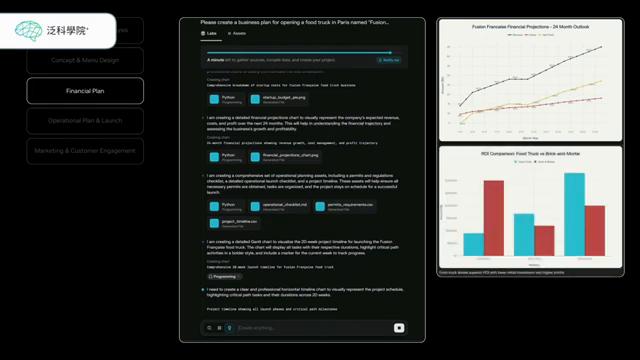 泛科學院+
Concept & Menu Design
Financial Plan
Operational Plan & Launch
Marketing & Customer Engagement
Please create a business plan for opening a food truck in Paris named "Fusion...
Labs
Assets
A minute left to gather sources, compile data, and create your project.
Notify me
Creating chart
Comprehensive breakdown of startup costs for Fusion Française food truck business
Python
Programming
startup_budget_pie.png
Generated File
I am creating a detailed financial projections chart to visually represent the company's expected revenue,
costs, and profit over the next 24 months. This will help in understanding the financial trajectory and
assessing the business's growth and profitability.
Creating chart
24-month financial projections showing revenue growth, cost management, and profit trajectory
Python
Programming
financial_projections_chart.png
Generated File
I am creating a comprehensive set of operational planning assets, including a permits and regulations
checklist, a detailed operational launch checklist, and a project timeline. These assets will help ensure all
necessary permits are obtained, tasks are organized, and the project stays on schedule for a successful
launch.
Python
Programming
operational_checklist.md
Generated File
permits_requirements.csv
Generated File
project_timeline.csv
Generated File
I am creating a detailed Gantt chart to visualize the 20-week project timeline for launching the Fusion
Française food truck. The chart will display all tasks with their respective durations, highlight critical path
activities in a bolder style, and include a marker for the current week to track progress.
Creating chart
Comprehensive 20-week launch timeline for Fusion Française food truck
Programming
I need to create a clear and professional horizontal timeline chart to visually represent the project schedule,
highlighting critical path tasks and their durations across 20 weeks.
Project timeline showing all launch phases and critical path milestones
Create anything...
Fusion Francaise Financial Projections - 24 Month Outlook
ROI Comparison: Food Truck vs Brick-and-Mortar
Food truck shows superior ROI with lower initial investment and higher profits